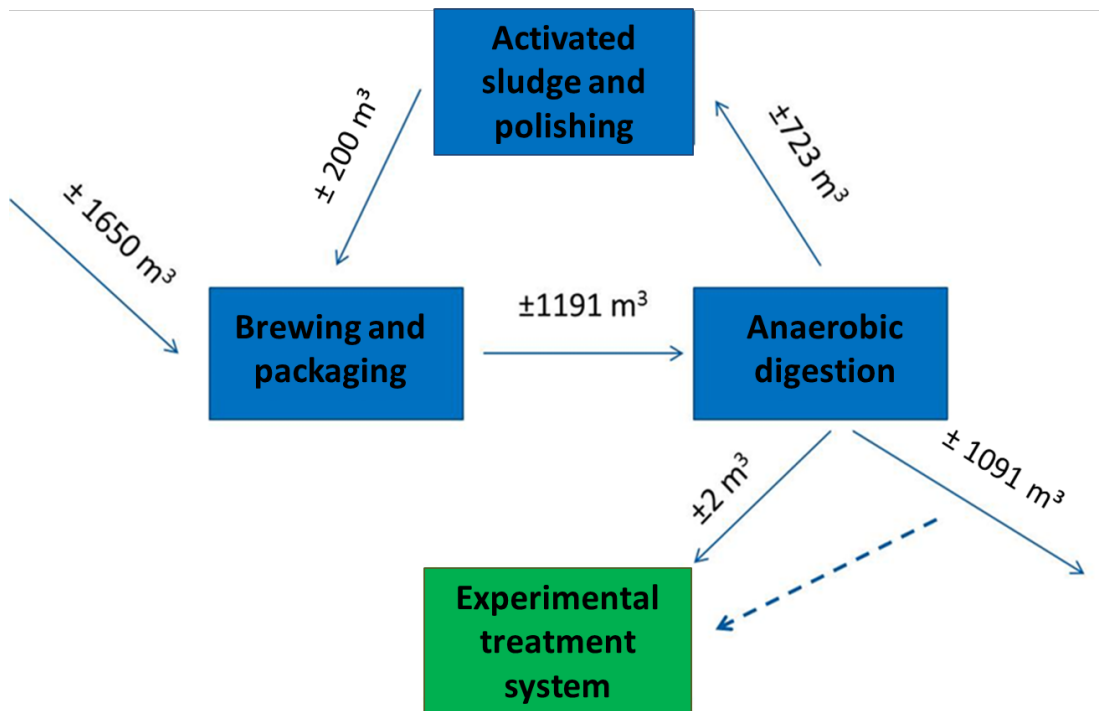 Activated
sludge and
polishing
± 200 m³
±723 m³
± 1650 m³
Brewing and
packaging
±1191 m³
Anaerobic
digestion
±2 m³
± 1091 m³
Experimental
treatment
system